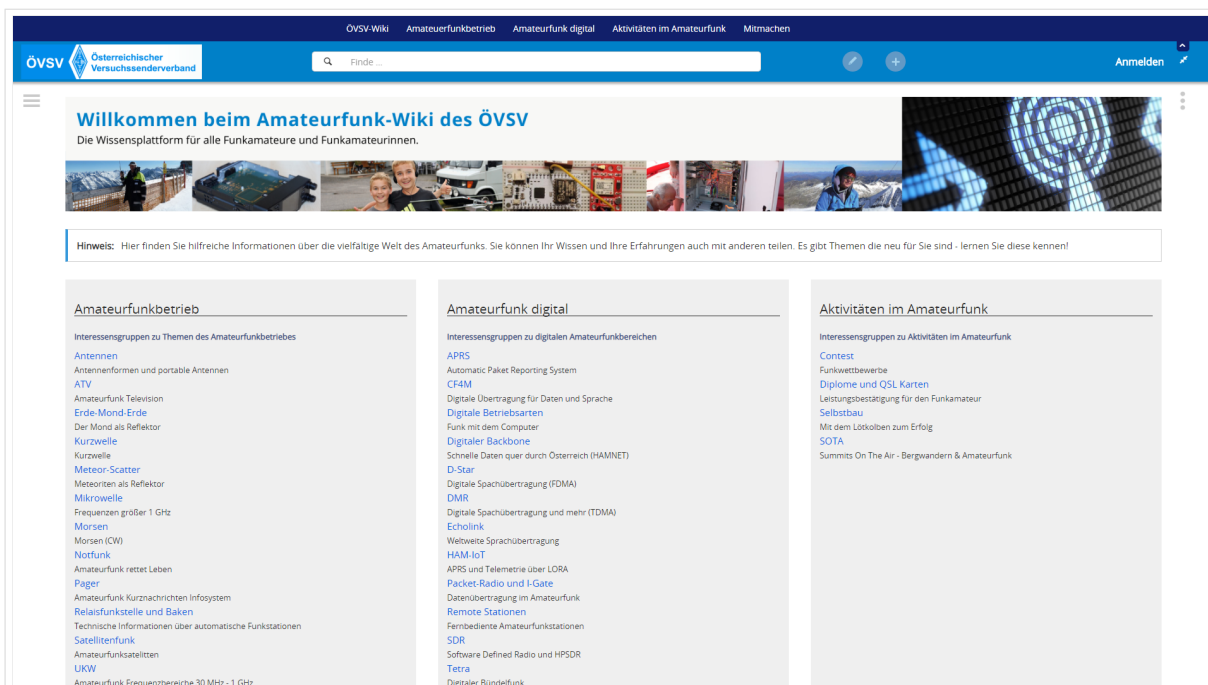 ÖVSV-Wiki Amateuerfunkbetrieb Amateurfunk digital Aktivitäten im Amateurfunk Mitmachen
ÖVSV Österreichischer Versuchssenderverband
Finde ...
Anmelden
Willkommen beim Amateurfunk-Wiki des ÖVSV
Die Wissensplattform für alle Funkamateure und Funkamateurinnen.
Hinweis: Hier finden Sie hilfreiche Informationen über die vielfältige Welt des Amateurfunks. Sie können Ihr Wissen und Ihre Erfahrungen auch mit anderen teilen. Es gibt Themen die neu für Sie sind - lernen Sie diese kennen!
Amateurfunkbetrieb
Interessensgruppen zu Themen des Amateurfunkbetriebes
Antennen
Antennenformen und portable Antennen
ATV
Amateurfunk Television
Erde-Mond-Erde
Der Mond als Reflektor
Kurzwelle
Kurzwelle
Meteor-Scatter
Meteoriten als Reflektor
Mikrowelle
Frequenzen größer 1 GHz
Morsen
Morsen (CW)
Notfunk
Amateurfunk rettet Leben
Pager
Amateurfunk Kurznachrichten Infosystem
Relaisfunkstelle und Baken
Technische Informationen über automatische Funkstationen
Satellitenfunk
Amateurfunksatelitten
UKW
Amateurfunk Frequenzbereiche 30 MHz - 1 GHz
Amateurfunk digital
Interessensgruppen zu digitalen Amateurfunkbereichen
APRS
Automatic Paket Reporting System
CF4M
Digitale Übertragung für Daten und Sprache
Digitale Betriebsarten
Funk mit dem Computer
Digitaler Backbone
Schnelle Daten quer durch Österreich (HAMNET)
D-Star
Digitale Spachübertragung (FDMA)
DMR
Digitale Spachübertragung und mehr (TDMA)
Echolink
Weltweite Sprachübertragung
HAM-IoT
APRS und Telemetrie über LORA
Packet-Radio und I-Gate
Datenübertragung im Amateurfunk
Remote Stationen
Fernbediente Amateurfunkstationen
SDR
Software Defined Radio und HPSDR
Tetra
Digitaler Bündelfunk
Aktivitäten im Amateurfunk
Interessensgruppen zu Aktivitäten im Amateurfunk
Contest
Funkwettbewerbe
Diplome und QSL Karten
Leistungsbestätigung für den Funkamateur
Selbstbau
Mit dem Lötkolben zum Erfolg
SOTA
Summits On The Air - Bergwandern & Amateurfunk